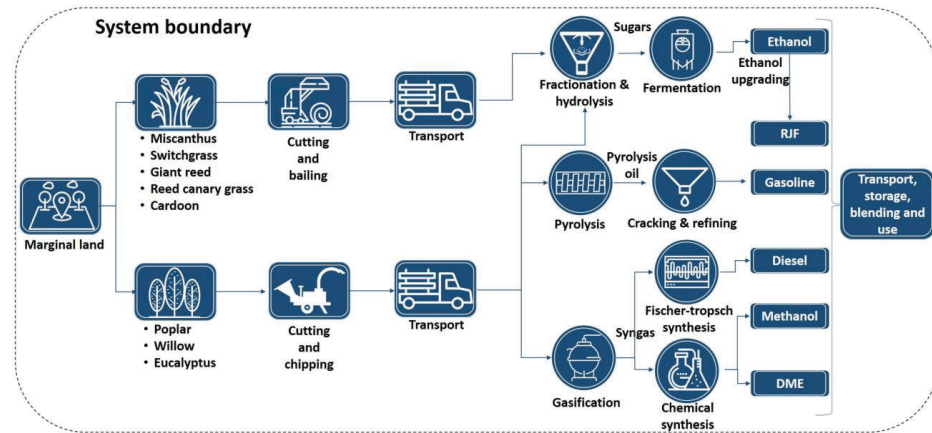 System boundary
Marginal land
• Miscanthus
• Switchgrass
• Giant reed
• Reed canary grass
• Cardoon
Cutting
and
bailing
Transport
• Poplar
• Willow
• Eucalyptus
Cutting
and
chipping
Transport
Fractionation &
hydrolysis
Sugars
Fermentation
Ethanol
Ethanol
upgrading
RJF
Pyrolysis
Pyrolysis
oil
Cracking & refining
Gasoline
Gasification
Syngas
Fischer-tropsch
synthesis
Diesel
Chemical
synthesis
Methanol
DME
Transport,
storage,
blending and
use